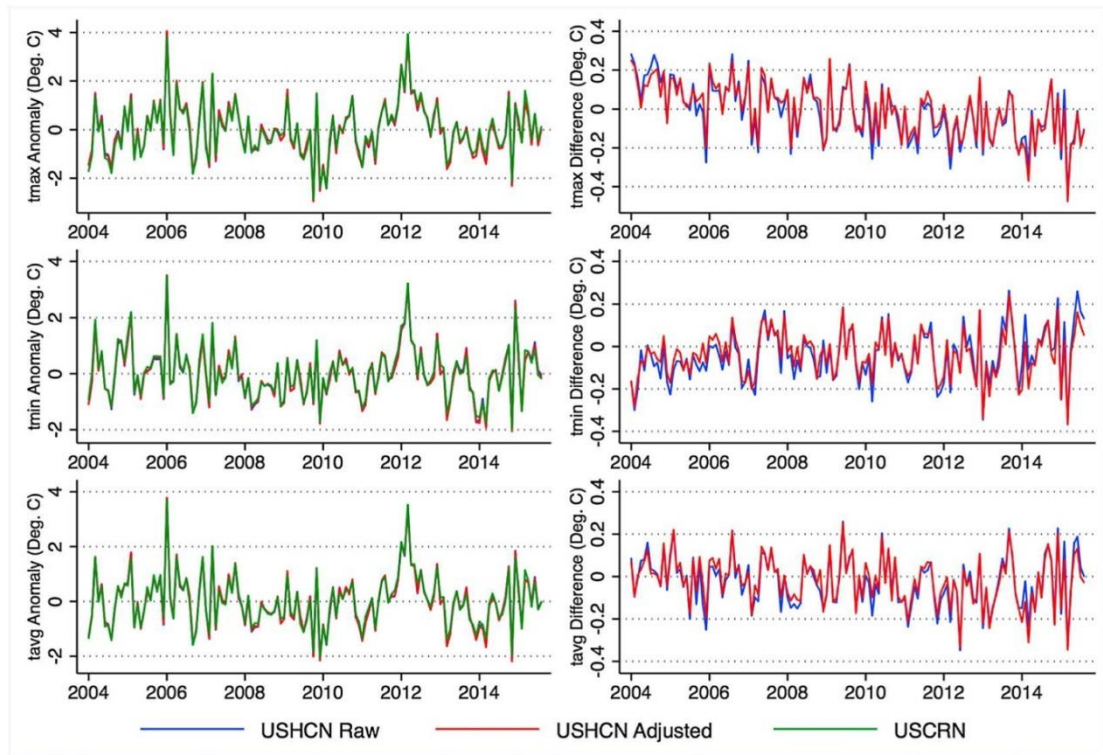 tmax Anomaly (Deg. C)
4
2
0
-2
2004 2006 2008 2010 2012 2014
tmax Difference (Deg. C)
0.4
0.2
0
-0.2
-0.4
2004 2006 2008 2010 2012 2014
tmin Anomaly (Deg. C)
4
2
0
-2
2004 2006 2008 2010 2012 2014
tmin Difference (Deg. C)
0.4
0.2
0
-0.2
-0.4
2004 2006 2008 2010 2012 2014
tavg Anomaly (Deg. C)
4
2
0
-2
2004 2006 2008 2010 2012 2014
tavg Difference (Deg. C)
0.4
0.2
0
-0.2
-0.4
2004 2006 2008 2010 2012 2014
USHCN Raw USHCN Adjusted USCRN